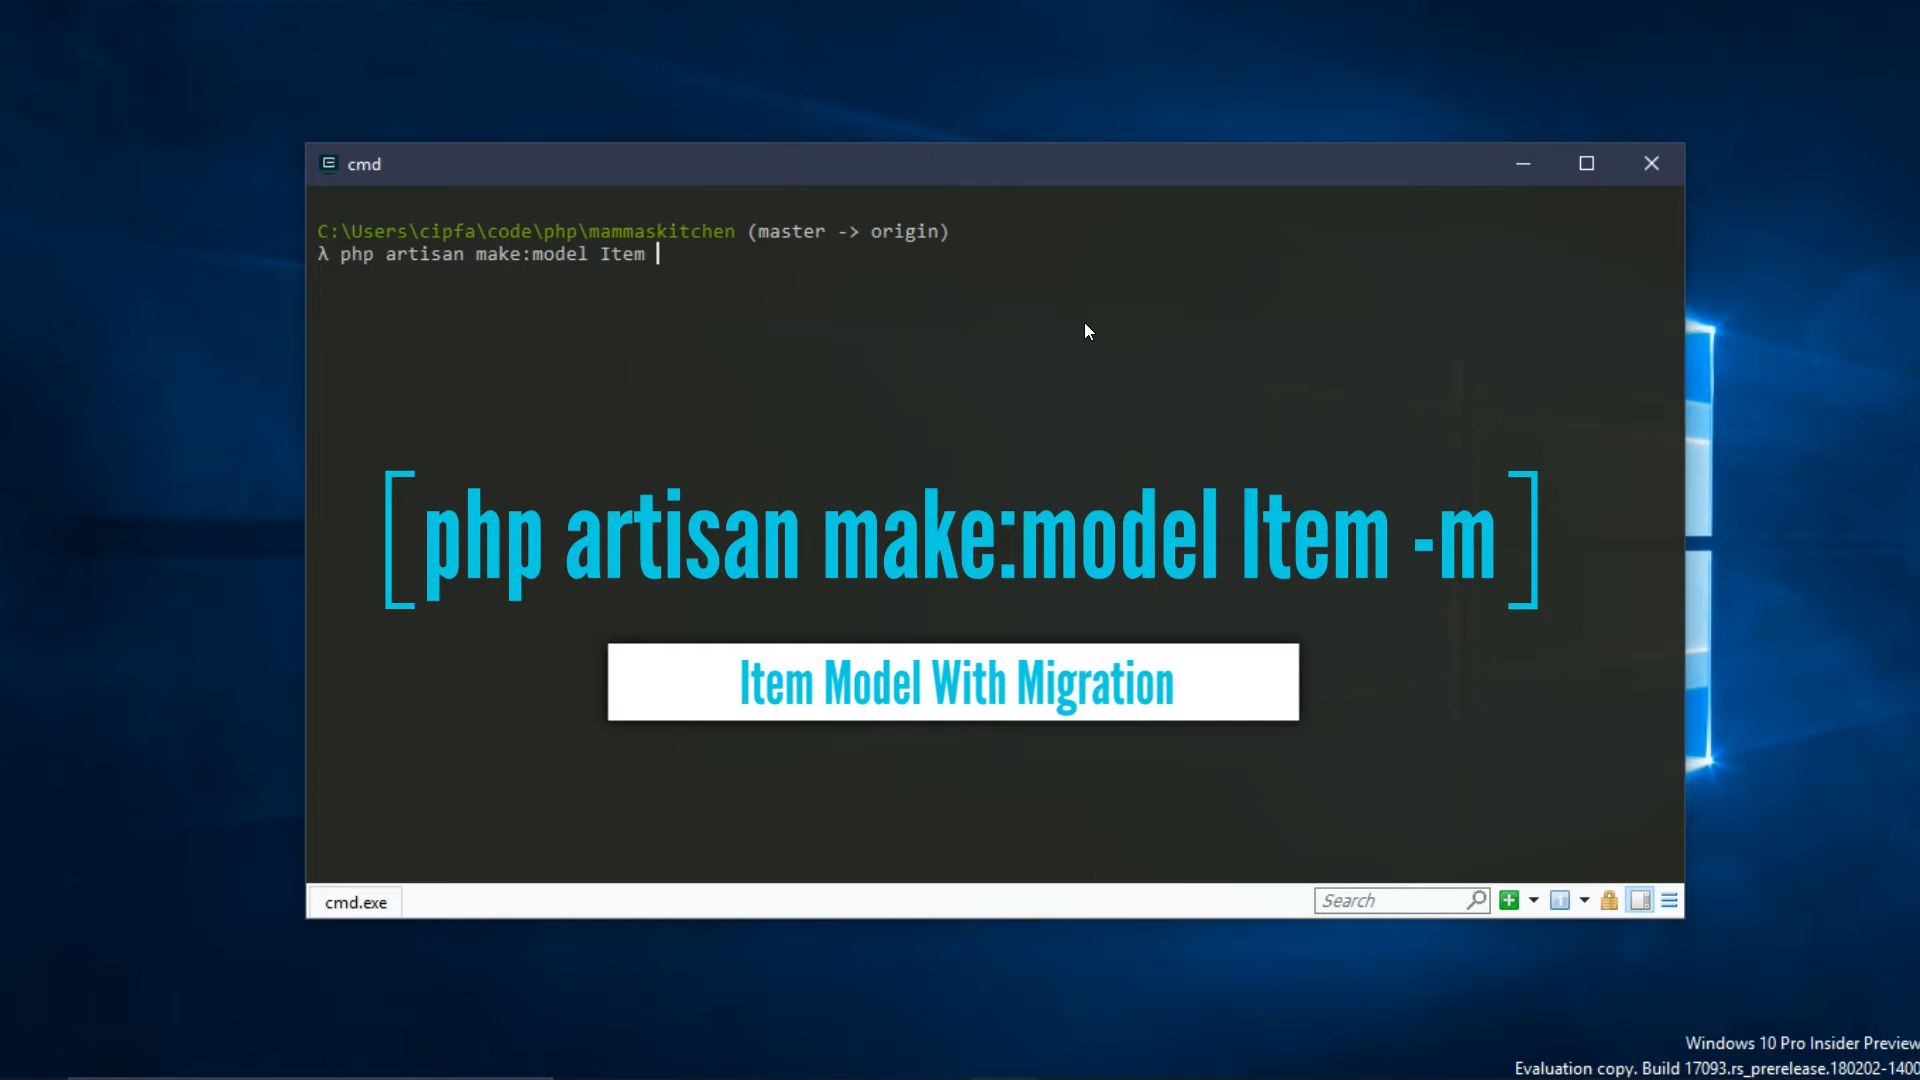 cmd
C:\Users\cipfa\code\php\mammaskitchen (master -> origin)
λ php artisan make:model Item
[php artisan make:model Item -m]
Item Model With Migration
cmd.exe
Search
Windows 10 Pro Insider Preview
Evaluation copy. Build 17093.rs_prerelease.180202-1400